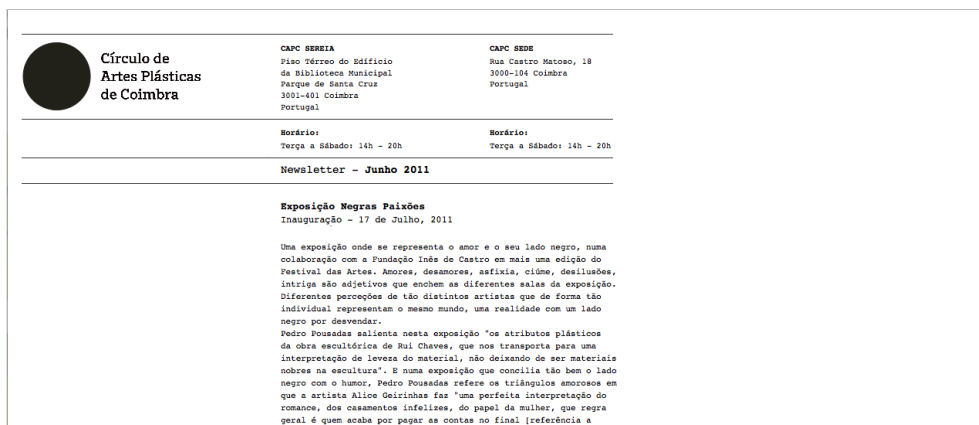 Círculo de
Artes Plásticas
de Coimbra
CAPC SEREIA
Piso Térreo do Edifício
da Biblioteca Municipal
Parque de Santa Cruz
3001-401 Coimbra
Portugal
CAPC SEDE
Rua Castro Matoso, 18
3000-104 Coimbra
Portugal
Horário:
Terça a Sábado: 14h - 20h
Horário:
Terça a Sábado: 14h - 20h
Newsletter - Junho 2011
Exposição Negras Paixões
Inauguração - 17 de Julho, 2011
Uma exposição onde se representa o amor e o seu lado negro, numa
colaboração com a Fundação Inês de Castro em mais uma edição do
Festival das Artes. Amores, desamores, asfixia, ciúme, desilusões,
intriga são adjetivos que enchem as diferentes salas da exposição.
Diferentes perceções de tão distintos artistas que de forma tão
individual representam o mesmo mundo, uma realidade com um lado
negro por desvendar.
Pedro Pousadas salienta nesta exposição "os atributos plásticos
da obra escultórica de Rui Chaves, que nos transporta para uma
interpretação de leveza do material, não deixando de ser materiais
nobres na escultura". E numa exposição que concilia tão bem o lado
negro com o humor, Pedro Pousadas refere os triângulos amorosos em
que a artista Alice Geirinhas faz "uma perfeita interpretação do
romance, dos casamentos infelizes, do papel da mulher, que regra
geral é quem acaba por pagar as contas no final [referência a